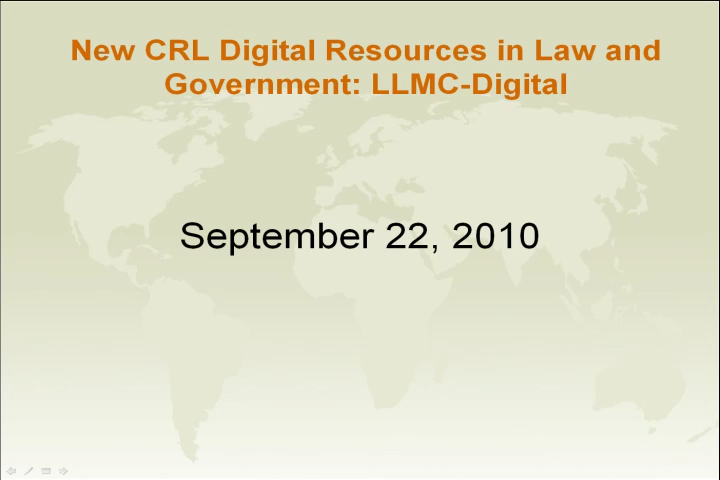 New CRL Digital Resources in Law and
Government: LLMC-Digital
September 22, 2010